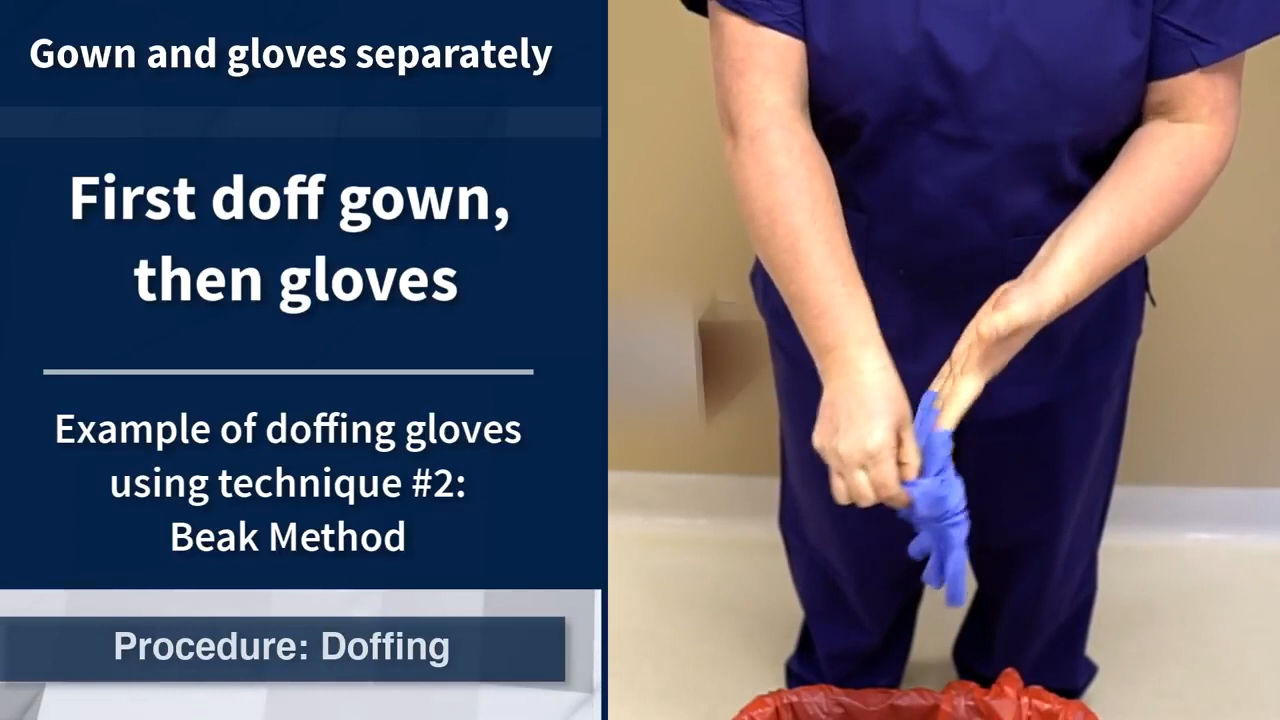 Gown and gloves separately
First doff gown,
then gloves
Example of doffing gloves
using technique #2:
Beak Method
Procedure: Doffing